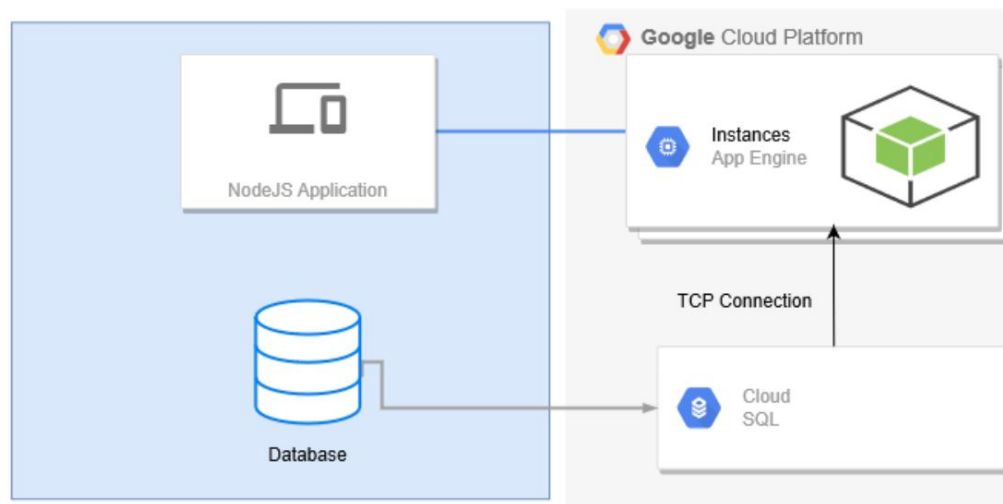 Google Cloud Platform
NodeJS Application
Instances
App Engine
TCP Connection
Cloud
SQL
Database